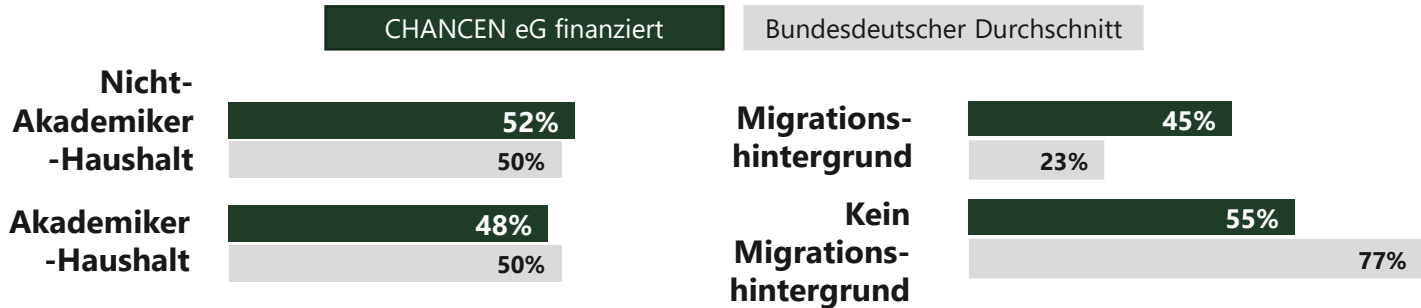 CHANCEN eG finanziert
Bundesdeutscher Durchschnitt
Nicht-
Akademiker
-Haushalt
52%
50%
Akademiker
-Haushalt
48%
50%
Migrations-
hintergrund
45%
23%
Kein
Migrations-
hintergrund
55%
77%